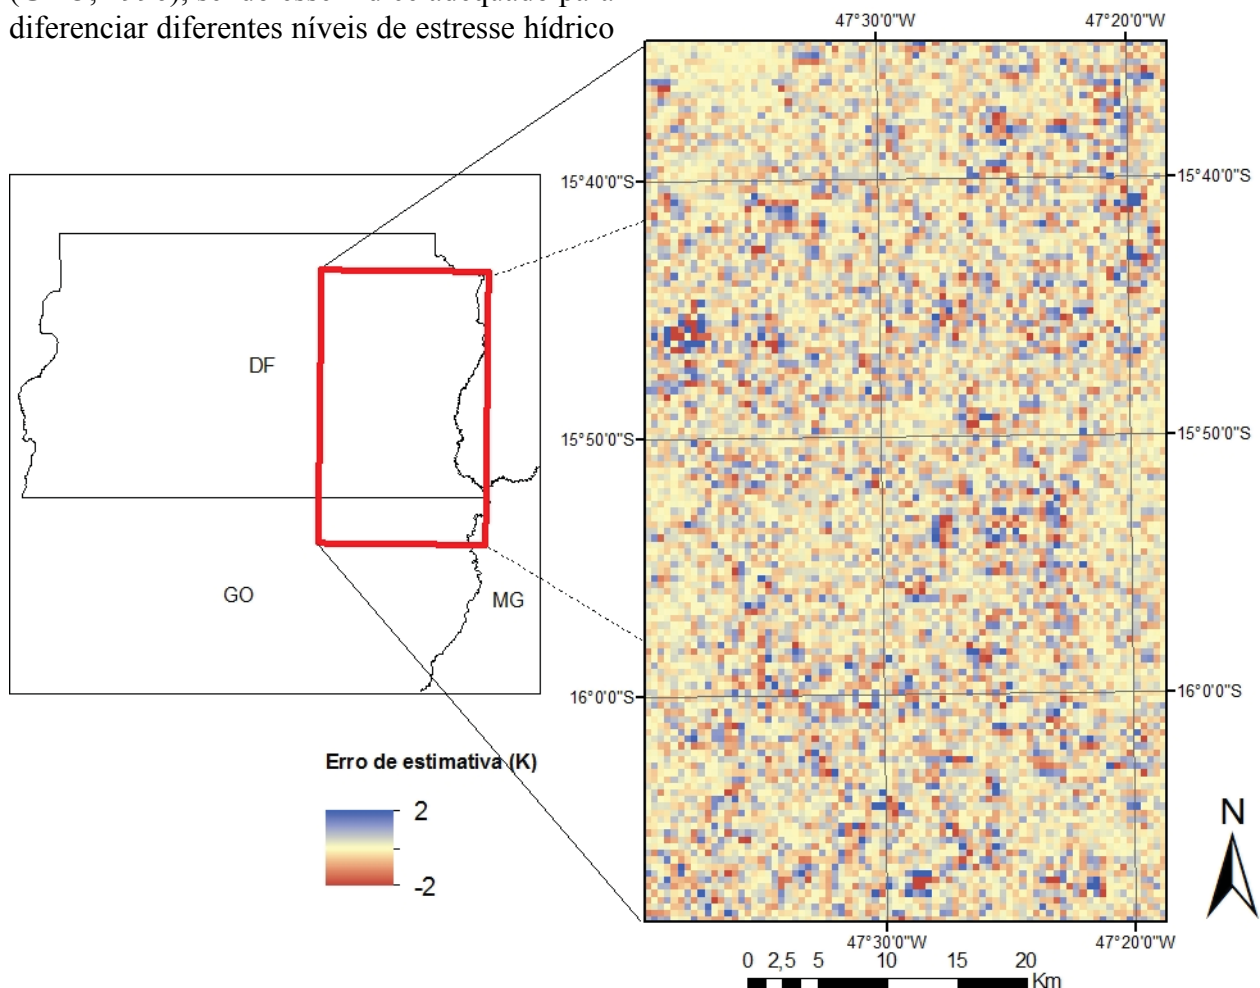 diferenciar diferentes níveis de estresse hídrico
47°30'0"W 47°20'0"W
15°40'0"S 15°40'0"S
DF
15°50'0"S 15°50'0"S
GO
MG
16°0'0"S 16°0'0"S
Erro de estimativa (K)
2
-2
N
47°30'0"W 47°20'0"W
0 2,5 5 10 15 20
Km